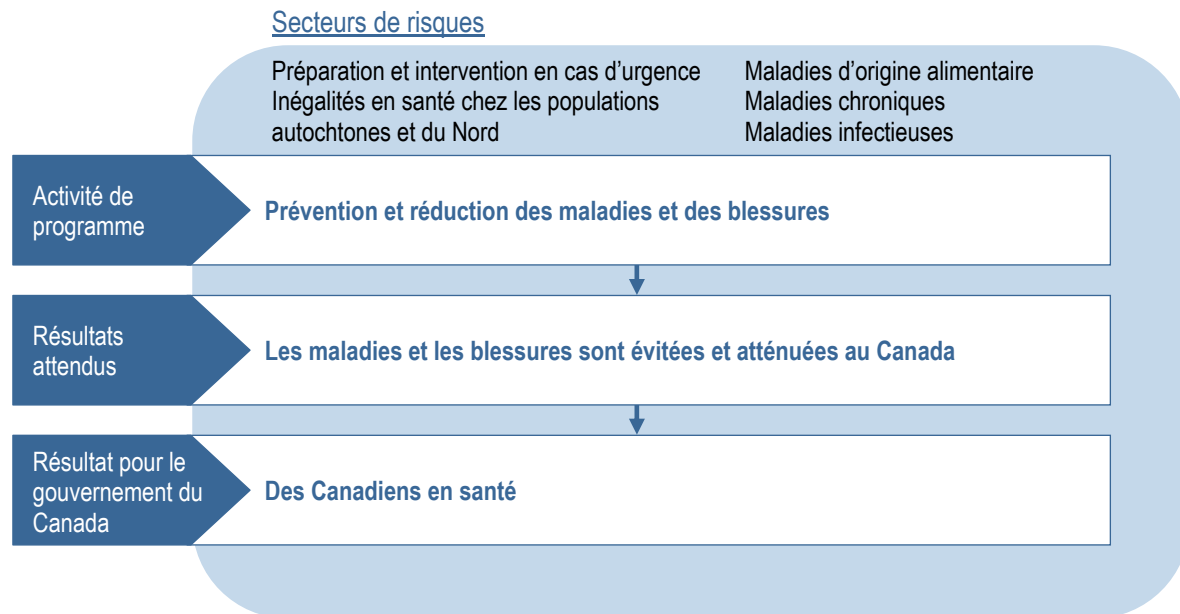 Secteurs de risques
Préparation et intervention en cas d’urgence
Inégalités en santé chez les populations
autochtones et du Nord
Maladies d’origine alimentaire
Maladies chroniques
Maladies infectieuses
Activité de
programme
Prévention et réduction des maladies et des blessures
Résultats
attendus
Les maladies et les blessures sont évitées et atténuées au Canada
Résultat pour le
gouvernement du
Canada
Des Canadiens en santé